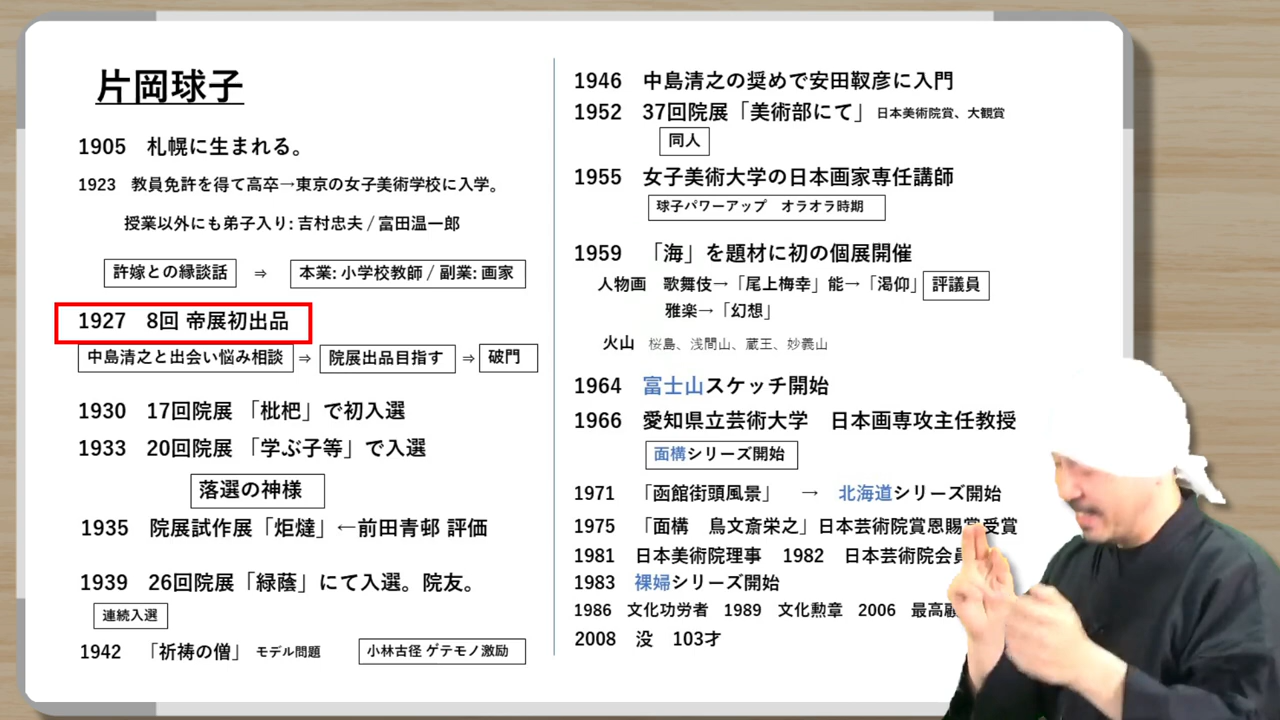 片岡球子
1905 札幌に生まれる。
1923 教員免許を得て高卒→東京の女子美術学校に入学。
授業以外にも弟子入り: 吉村忠夫 / 富田温一郎
許嫁との縁談話 ⇒ 本業: 小学校教師 / 副業: 画家
1927 8回 帝展初出品
中島清之と出会い悩み相談 ⇒ 院展出品目指す ⇒ 破門
1930 17回院展 「枇杷」で初入選
1933 20回院展 「学ぶ子等」で入選
落選の神様
1935 院展試作展「炬燵」←前田青邨 評価
1939 26回院展「緑蔭」にて入選。院友。
連続入選
1942 「祈祷の僧」 モデル問題 小林古径 ゲテモノ激励
1946 中島清之の奨めで安田靫彦に入門
1952 37回院展「美術部にて」 日本美術院賞、大観賞
同人
1955 女子美術大学の日本画家専任講師
球子パワーアップ オラオラ時期
1959 「海」を題材に初の個展開催
人物画 歌舞伎→「尾上梅幸」能→「渇仰」 評議員
雅楽→「幻想」
火山 桜島、浅間山、蔵王、妙義山
1964 富士山スケッチ開始
1966 愛知県立芸術大学 日本画専攻主任教授
面構シリーズ開始
1971 「函館街頭風景」 → 北海道シリーズ開始
1975 「面構 鳥文斎栄之」日本芸術院賞恩賜賞受賞
1981 日本美術院理事 1982 日本芸術院会員
1983 裸婦シリーズ開始
1986 文化功労者 1989 文化勲章 2006 最高顧
2008 没 103才